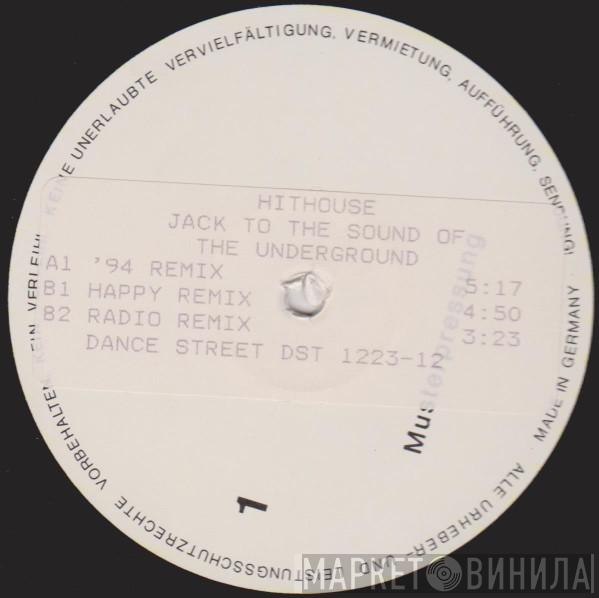 HITHOUSE
JACK TO THE SOUND OF
THE UNDERGROUND
A1 '94 REMIX 5:17
B1 HAPPY REMIX 4:50
B2 RADIO REMIX 3:23
DANCE STREET DST 1223-12
Musterpressung
1
ALLE URHEBER- UND LEISTUNGSSCHUTZRECHTE VORBEHALTEN. KEIN VERLEIH! KEINE UNERLAUBTE VERVIELFÄLTIGUNG, VERMIETUNG, AUFFÜHRUNG, SENDUNG!
MADE IN GERMANY
МАРКЕТ ВИНИЛА